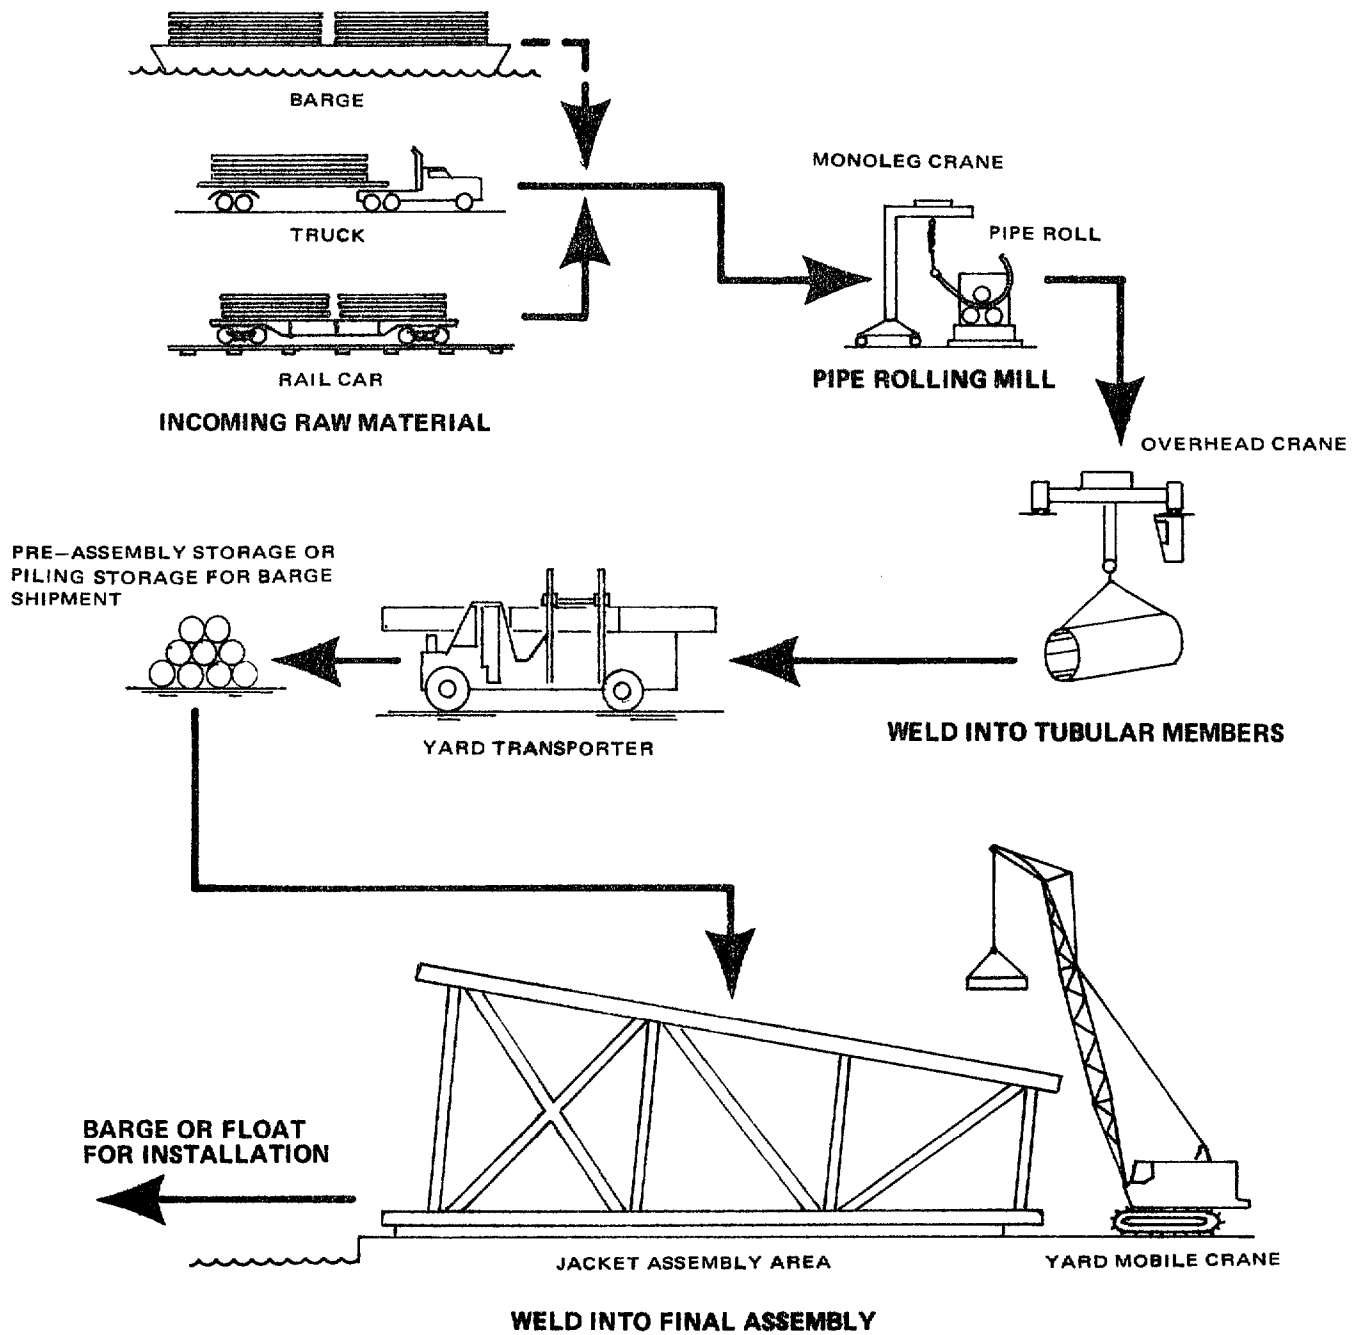 BARGE
TRUCK
RAIL CAR
INCOMING RAW MATERIAL
MONOLEG CRANE
PIPE ROLL
PIPE ROLLING MILL
OVERHEAD CRANE
WELD INTO TUBULAR MEMBERS
YARD TRANSPORTER
PRE–ASSEMBLY STORAGE OR
PILING STORAGE FOR BARGE
SHIPMENT
BARGE OR FLOAT
FOR INSTALLATION
JACKET ASSEMBLY AREA
YARD MOBILE CRANE
WELD INTO FINAL ASSEMBLY